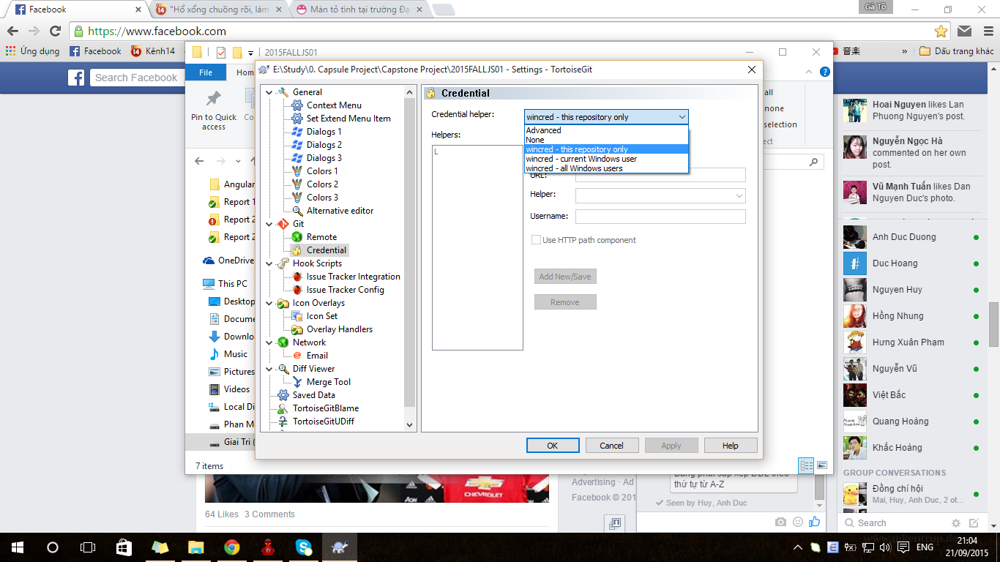 Facebook
"Hổ xổng chuồng rồi, làm
Màn tỏ tình tại trường Đạ
Gà Tồ
https://www.facebook.com
Ứng dụng
Facebook
Kênh14
音楽
»
Dấu trang khác
Search Facebook
2015FALLJS01
File
Hom
Pin to Quick
access
Co
all
none
ect
E:\Study\0. Capsule Project\Capstone Project\2015FALLJS01 - Settings - TortoiseGit
General
Context Menu
Set Extend Menu Item
Dialogs 1
Dialogs 2
Dialogs 3
Colors 1
Colors 2
Colors 3
Alternative editor
Git
Remote
Credential
Hook Scripts
Issue Tracker Integration
Issue Tracker Config
Icon Overlays
Icon Set
Overlay Handlers
Network
Email
Diff Viewer
Merge Tool
Saved Data
TortoiseGitBlame
TortoiseGitUDiff
Credential
Credential helper:
wincred - this repository only
Advanced
None
wincred - this repository only
wincred - current Windows user
wincred - all Windows users
Helpers:
L
URL:
Helper:
Username:
Use HTTP path component
Add New/Save
Remove
OK
Cancel
Apply
Help
Angular
Report 1
Report 2
Report 2
OneDrive
This PC
Desktop
Docume
Downlo
Music
Pictures
Videos
Local Di
Phan M
Giai Tri (
7 items
Hoai Nguyen likes Lan
Phuong Nguyen's post.
Nguyễn Ngọc Hà
commented on her own
post.
Vũ Mạnh Tuấn likes Dan
Nguyen Duc's photo.
Anh Duc Duong
Duc Hoang
Nguyen Huy
Hồng Nhung
Hưng Xuân Phạm
Nguyễn Vũ
Việt Bắc
Quang Hoảng
Khắc Hoảng
GROUP CONVERSATIONS
Đồng chí hội
Mai, Huy, Anh Duc, 2 ot...
Search
AON
CHEVROLET
64 Likes
3 Comments
Advertising · Ad
Facebook © 201
Bảng phải sắp xếp DDL theo
thứ tự từ A-Z
Seen by Huy, Anh Duc
ENG
21:04
21/09/2015